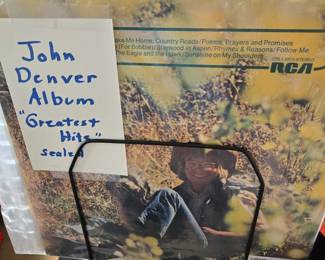 John
Denver
Album
"Greatest
Hits"
sealed
Me Home, Country Roads/Poems, Prayers and Promises
(For Bobbie)/Starwood in Aspen/Rhymes & Reasons/Follow Me
The Eagle and the Hawk/Sunshine on My Shoulders
RCA
STEREO